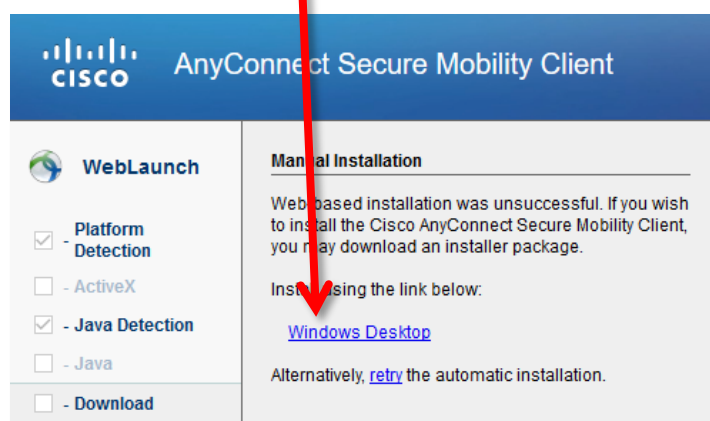 CISCO
AnyConnect Secure Mobility Client
WebLaunch
- Platform
Detection
- ActiveX
- Java Detection
- Java
- Download
Manual Installation
Web-based installation was unsuccessful. If you wish
to install the Cisco AnyConnect Secure Mobility Client,
you may download an installer package.
Install using the link below:
Windows Desktop
Alternatively, retry the automatic installation.